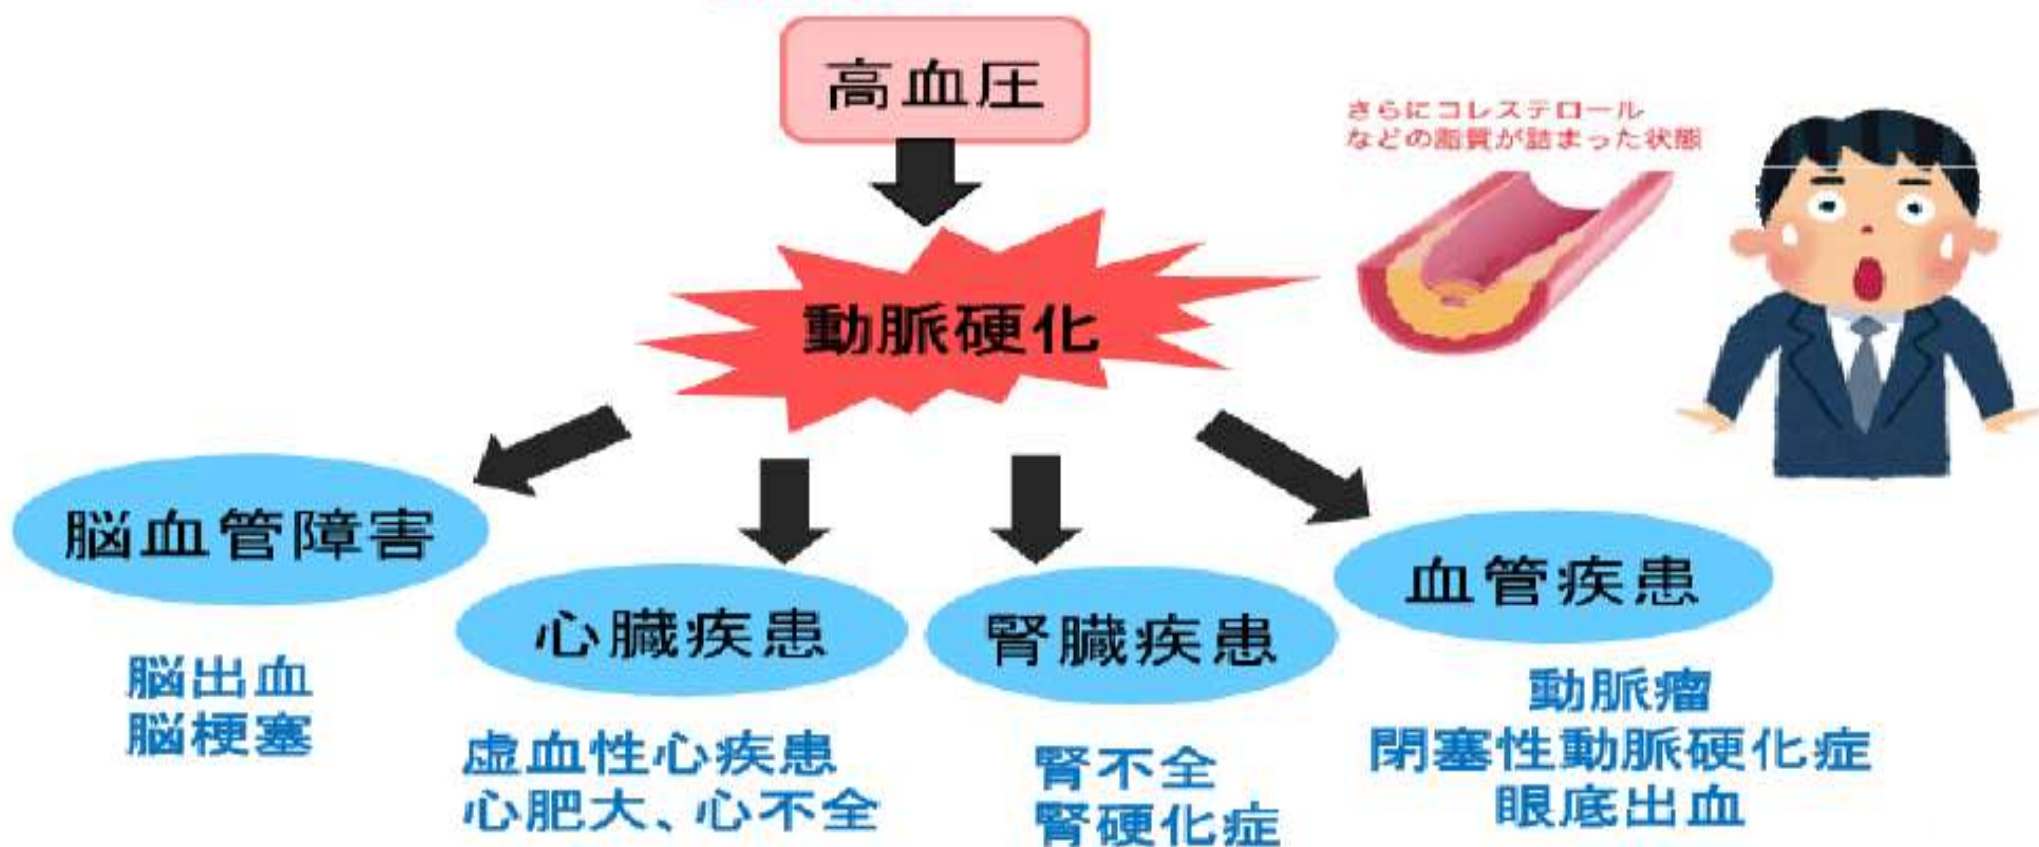 高血圧
さらにコレステロール
などの脂質が詰まった状態
動脈硬化
脳血管障害
脳出血
脳梗塞
心臓疾患
虚血性心疾患
心肥大、心不全
腎臓疾患
腎不全
腎硬化症
血管疾患
動脈瘤
閉塞性動脈硬化症
眼底出血